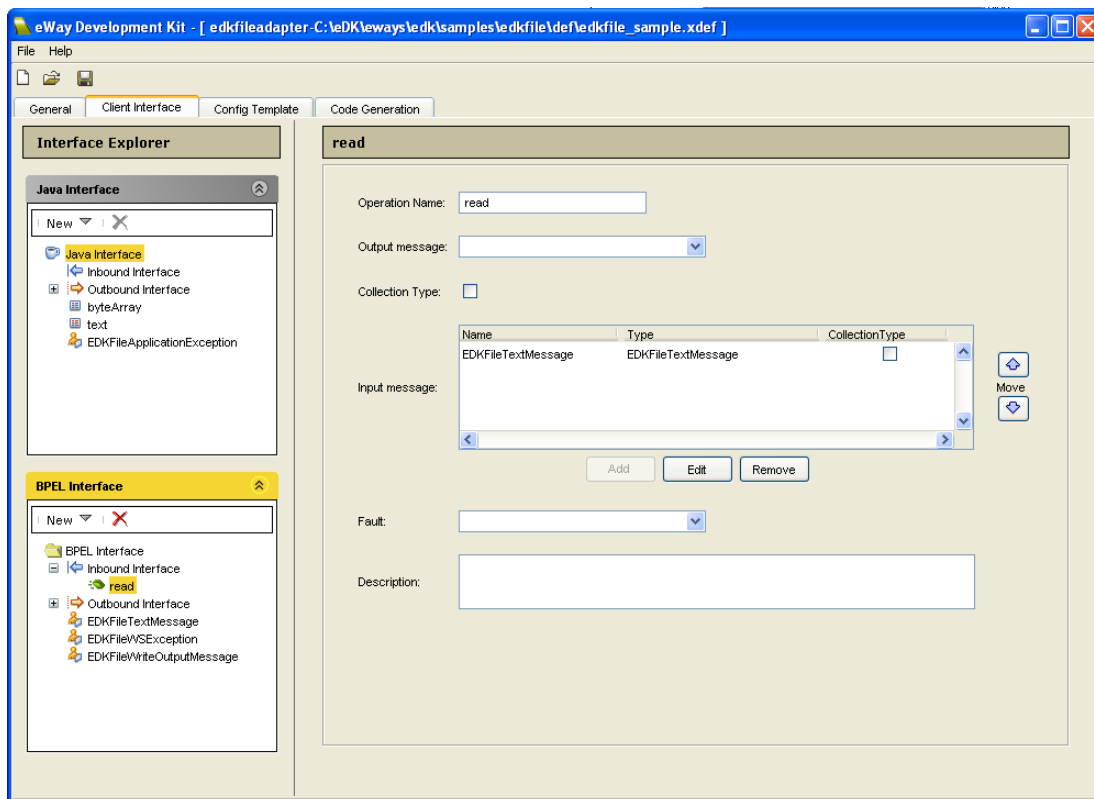 eWay Development Kit - [ edkfileadapter-C:\eDK\eways\edk\samples\edkfile\def\edkfile_sample.xdef ]
File Help
General Client Interface Config Template Code Generation
Interface Explorer
Java Interface
New
Java Interface
Inbound Interface
Outbound Interface
byteArray
text
EDKFileApplicationException
BPEL Interface
New
BPEL Interface
Inbound Interface
read
Outbound Interface
EDKFileTextMessage
EDKFileWSException
EDKFileWriteOutputMessage
read
Operation Name: read
Output message:
Collection Type:
Name Type CollectionType
EDKFileTextMessage EDKFileTextMessage
Input message:
Move
Add Edit Remove
Fault:
Description: